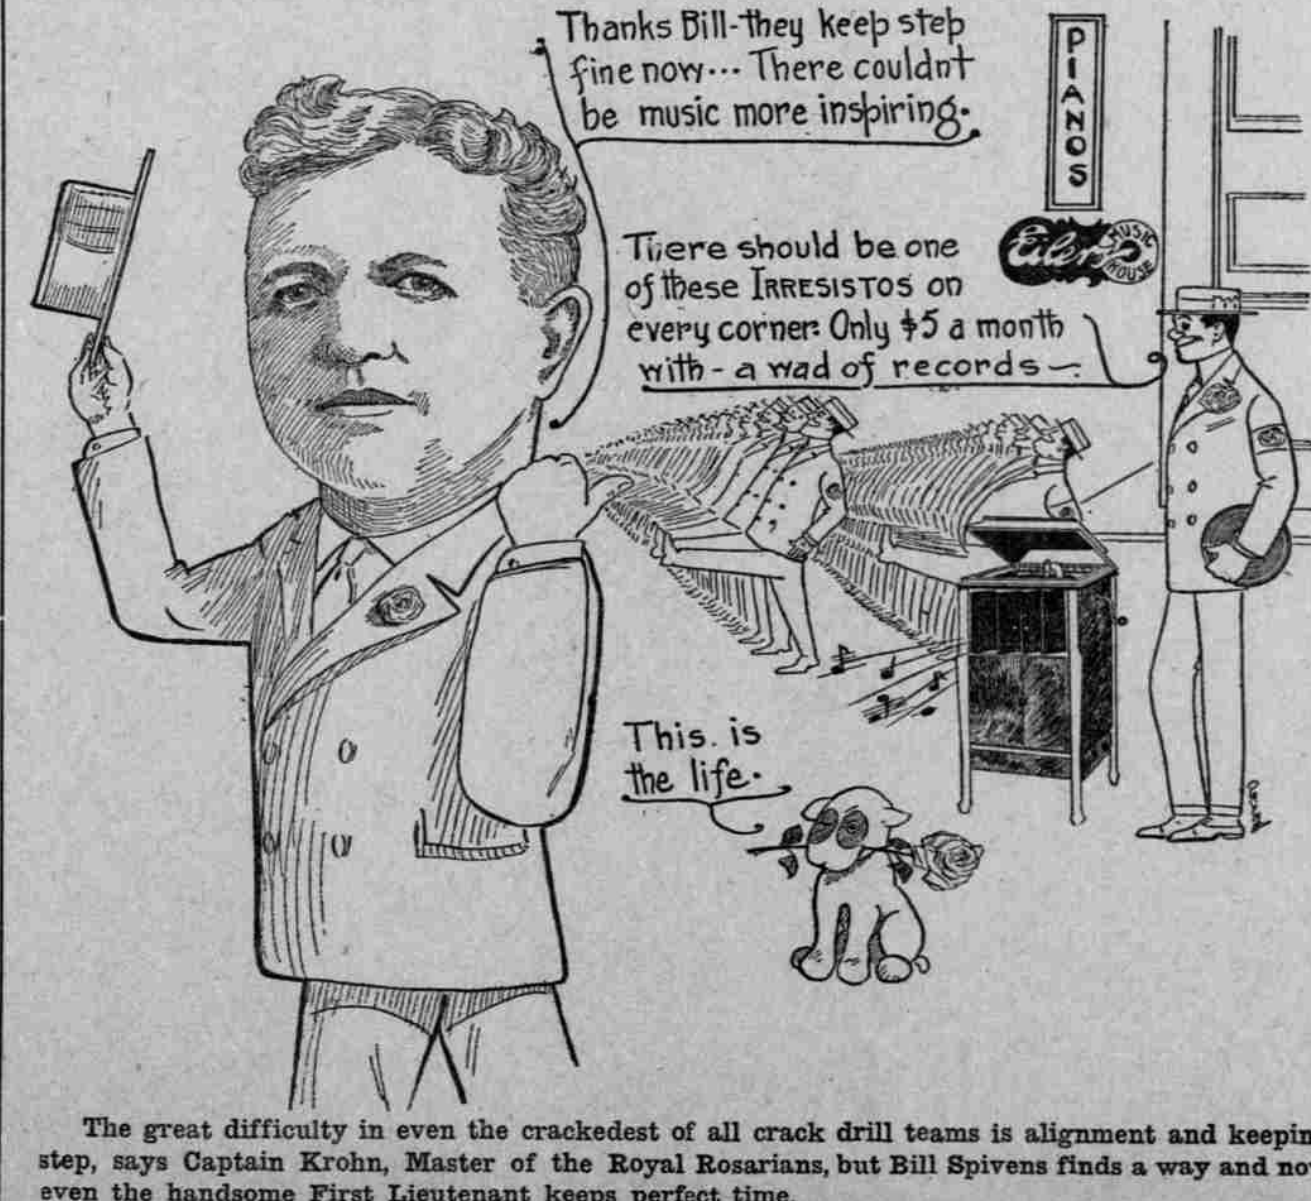 Thanks Bill-they keep step
fine now... There couldn't
be music more inspiring.
PIANOS
Eilers MUSIC HOUSE
There should be one
of these IRRESISTOS on
every corner: Only $5 a month
with - a wad of records -
This is
the life.
The great difficulty in even the crackedest of all crack drill teams is alignment and keepin
step, says Captain Krohn, Master of the Royal Rosarians, but Bill Spivens finds a way and no
even the handsome First Lieutenant keeps perfect time.